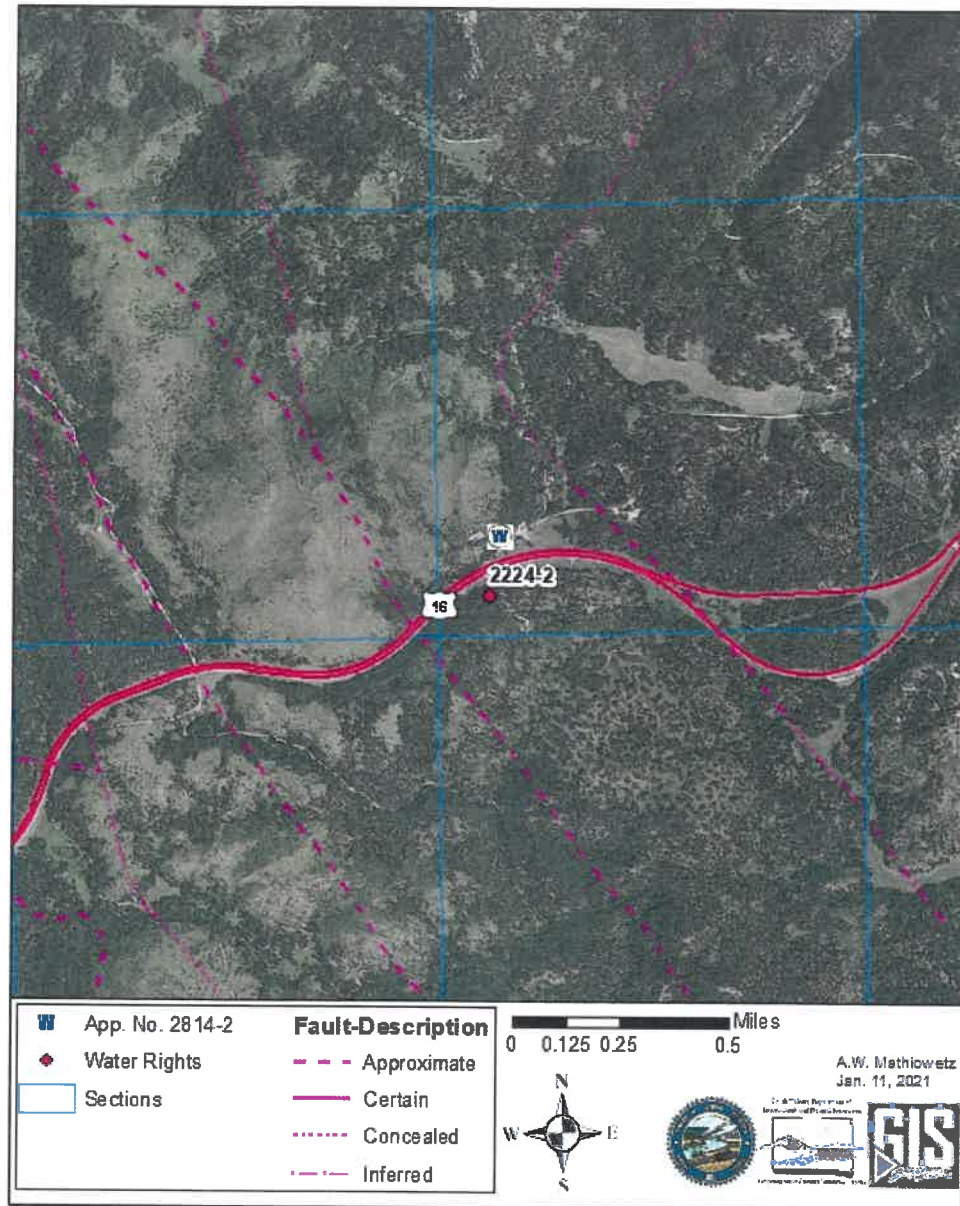 W
2224-2
16
W App. No. 2814-2
Water Rights
Sections
Fault-Description
Approximate
Certain
Concealed
Inferred
Miles
0 0.125 0.25 0.5
A.W. Mathiowetz
Jan. 11, 2021
N
W E
S
GIS